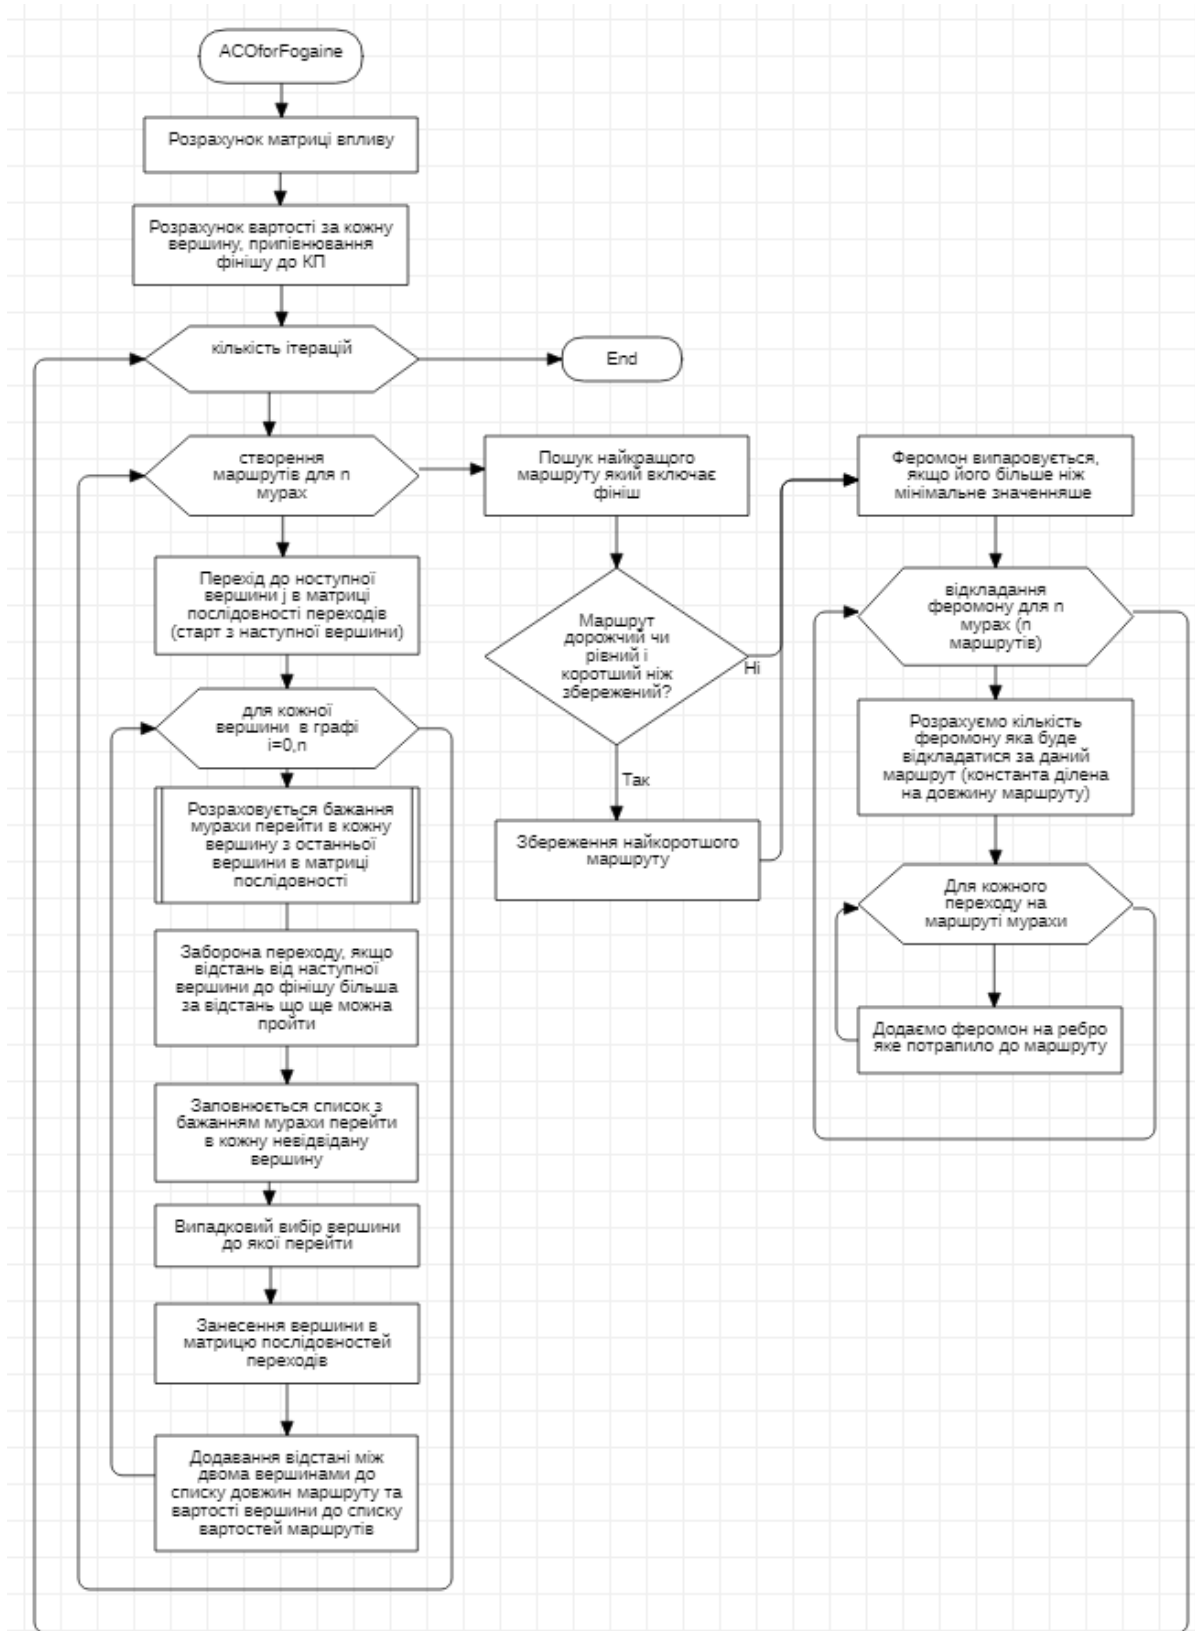 ACOforFogaine
Розрахунок матриці впливу
Розрахунок вартості за кожну
вершину, припівнювання
фінішу до КП
кількість ітерацій
End
створення
маршрутів для n
мурах
Пошук найкращого
маршруту який включає
фініш
Феромон випаровується,
якщо його більше ніж
мінімальне значенняше
Перехід до ноступної
вершини j в матриці
послідовності переходів
(старт з наступної вершини)
Маршрут
дорожчий чи
рівний і
коротший ніж
збережений?
Ні
Так
відкладання
феромону для n
мурах (n
маршрутів)
для кожної
вершини в графі
i=0,n
Розрахуємо кількість
феромону яка буде
відкладатися за даний
маршрут (константа ділена
на довжину маршруту)
Розраховується бажання
мурахи перейти в кожну
вершину з останньої
вершини в матриці
послідовності
Збереження найкоротшого
маршруту
Для кожного
переходу на
маршруті мурахи
Заборона переходу, якщо
відстань від наступної
вершини до фінішу більша
за відстань що ще можна
пройти
Додаємо феромон на ребро
яке потрапило до маршруту
Заповнюється список з
бажанням мурахи перейти
в кожну невідвідану
вершину
Випадковий вибір вершини
до якої перейти
Занесення вершини в
матрицю послідовностей
переходів
Додавання відстані між
двома вершинами до
списку довжин маршруту та
вартості вершини до списку
вартостей маршрутів